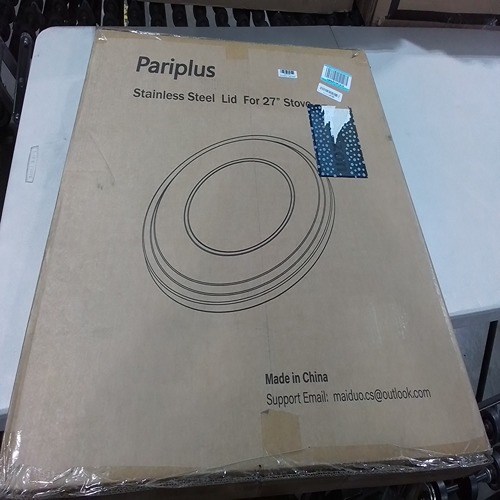 Pariplus
Stainless Steel Lid For 27" Stove
Made in China
Support Email: maiduo.cs@outlook.com